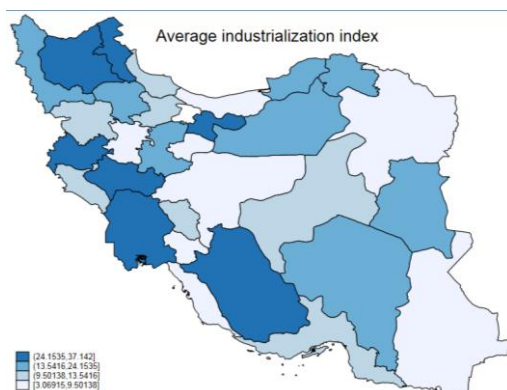 Average industrialization index
(24.1535,37.142]
(13.5416,24.1535]
(9.50138,13.5416]
[3.06915,9.50138]